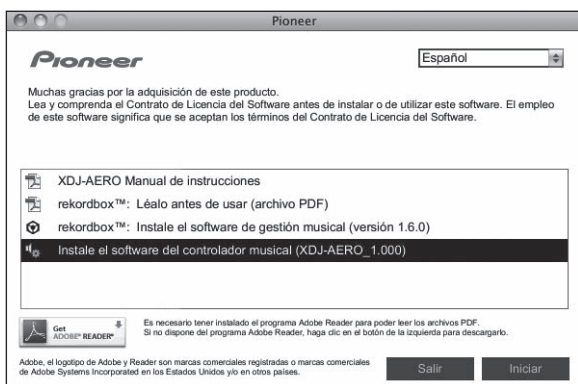 Pioneer
Pioneer
Español
Muchas gracias por la adquisición de este producto.
Lea y comprenda el Contrato de Licencia del Software antes de instalar o de utilizar este software. El empleo
de este software significa que se aceptan los términos del Contrato de Licencia del Software.
XDJ-AERO Manual de instrucciones
rekordbox™: Léalo antes de usar (archivo PDF)
rekordbox™: Instale el software de gestión musical (versión 1.6.0)
Instale el software del controlador musical (XDJ-AERO_1.000)
Get
ADOBE® READER®
Es necesario tener instalado el programa Adobe Reader para poder leer los archivos PDF.
Si no dispone del programa Adobe Reader, haga clic en el botón de la izquierda para descargarlo.
Adobe, el logotipo de Adobe y Reader son marcas comerciales registradas o marcas comerciales
de Adobe Systems Incorporated en los Estados Unidos y/o en otros países.
Salir
Iniciar